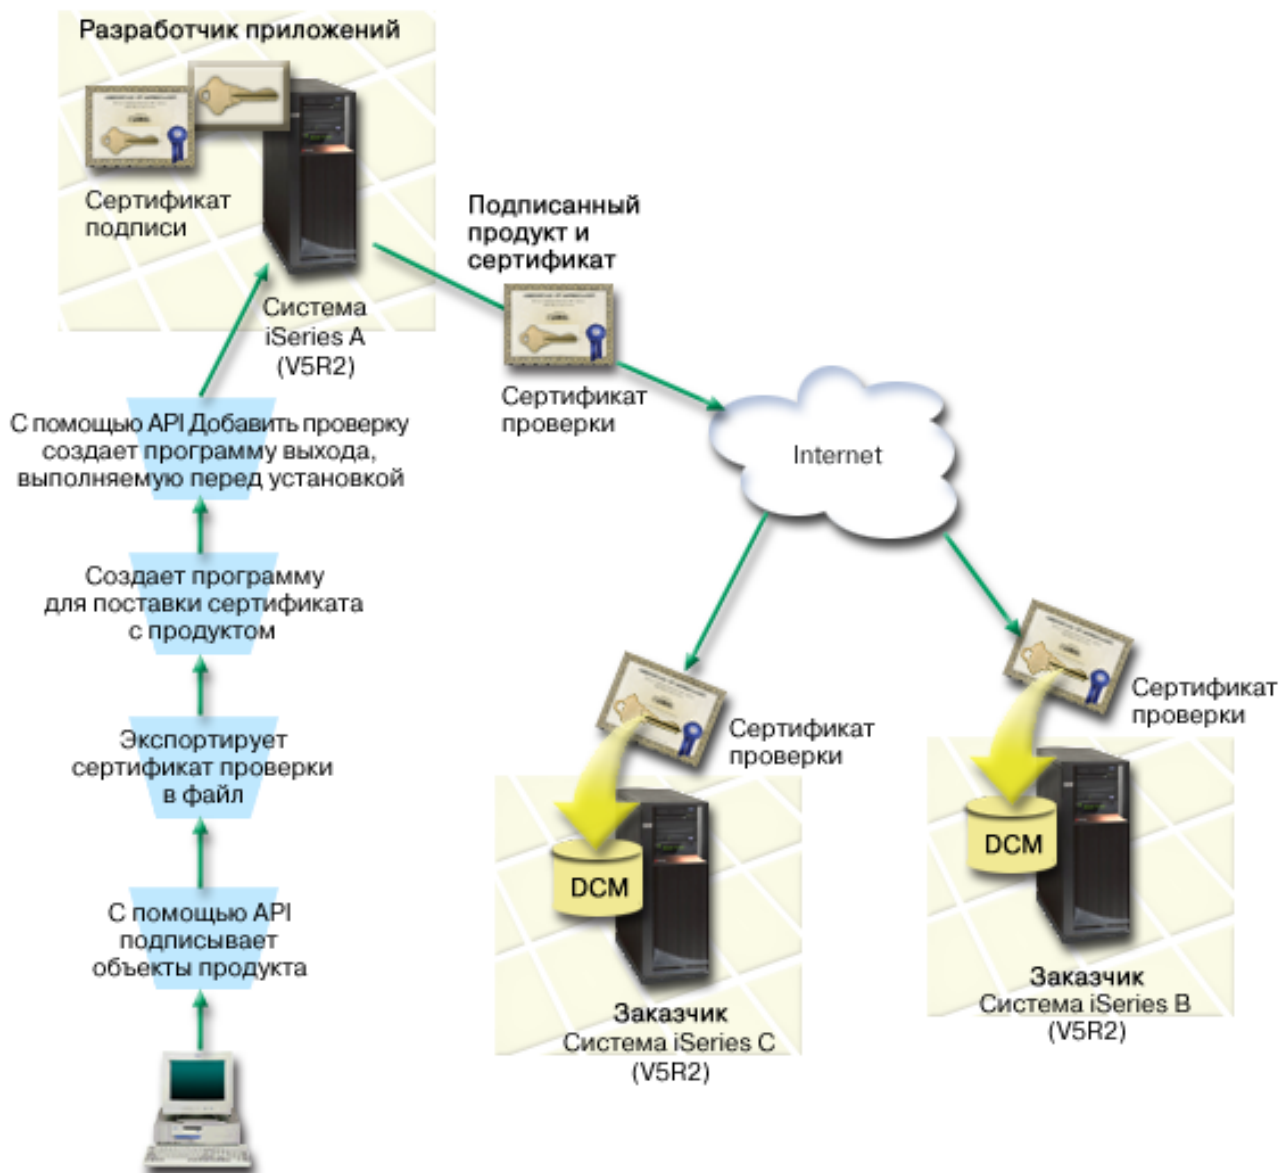 Разработчик приложений
Сертификат
подписи
Система
iSeries A
(V5R2)
Подписанный
продукт и
сертификат
Сертификат
проверки
Internet
С помощью API Добавить проверку
создает программу выхода,
выполняемую перед установкой
Создает программу
для поставки сертификата
с продуктом
Экспортирует
сертификат проверки
в файл
С помощью API
подписывает
объекты продукта
Сертификат
проверки
DCM
Заказчик
Система iSeries C
(V5R2)
Сертификат
проверки
DCM
Заказчик
Система iSeries B
(V5R2)